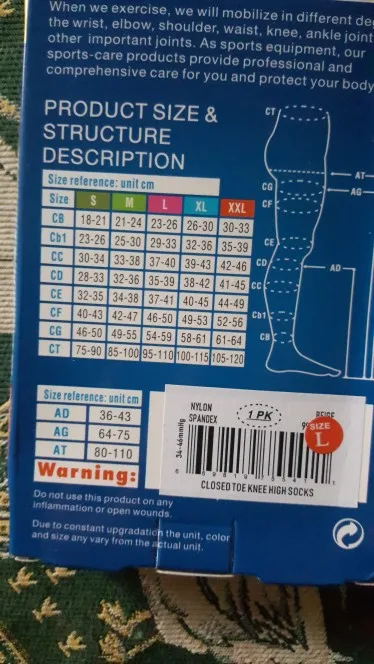 When we exercise, we will mobilize in different
the wrist, elbow, shoulder, waist, knee, ankle joint
other important joints. As sports equipment, our
sports-care products provide professional and
comprehensive care for you and protect your body
PRODUCT SIZE &
STRUCTURE
DESCRIPTION
Size reference: unit cm
Size S M L XL XXL
CB 18-21 21-24 23-26 26-30 30-33
Cb1 23-26 25-30 29-33 32-36 35-39
CC 30-34 33-38 37-40 39-43 42-46
CD 28-33 32-36 35-39 38-42 41-45
CE 32-35 34-38 37-41 40-45 44-49
CF 40-43 42-47 46-50 49-53 52-56
CG 46-50 49-55 54-59 58-61 61-64
CT 75-90 85-100 95-110 100-115 105-120
CT
AT
CG
AG
CF
CE
CD
AD
CC
Cb1
CB
Size reference: unit cm
AD 36-43
AG 64-75
AT 80-110
Warning:
Do not use this product on any
inflammation or open wounds.
Due to constant upgradation the unit, color
and size any vary from the actual unit.
NYLON
SPANDEX
1 PK
BEIGE
SIZE
L
34-46mmHg
CLOSED TOE KNEE HIGH SOCKS